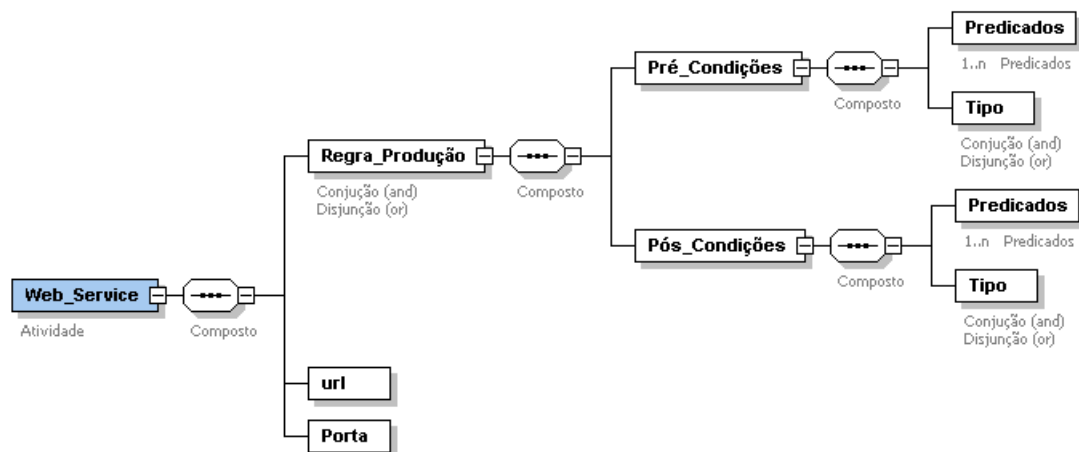 Predicados
1..n Predicados
Pré_Condições
Composto
Tipo
Conjução (and)
Disjunção (or)
Regra_Produção
Conjução (and)
Disjunção (or)
Composto
Predicados
1..n Predicados
Pós_Condições
Composto
Tipo
Conjução (and)
Disjunção (or)
Web_Service
Atividade
Composto
url
Porta